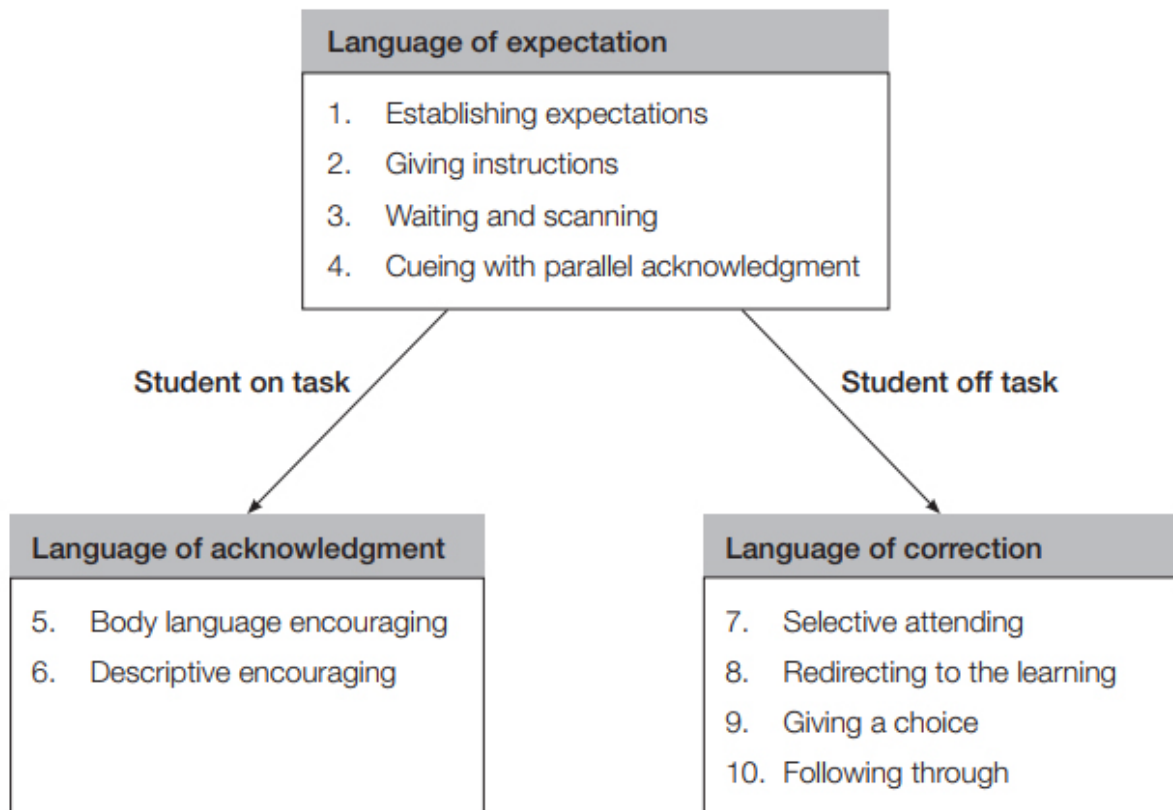 Language of expectation
1. Establishing expectations
2. Giving instructions
3. Waiting and scanning
4. Cueing with parallel acknowledgment
Student on task
Student off task
Language of acknowledgment
5. Body language encouraging
6. Descriptive encouraging
Language of correction
7. Selective attending
8. Redirecting to the learning
9. Giving a choice
10. Following through